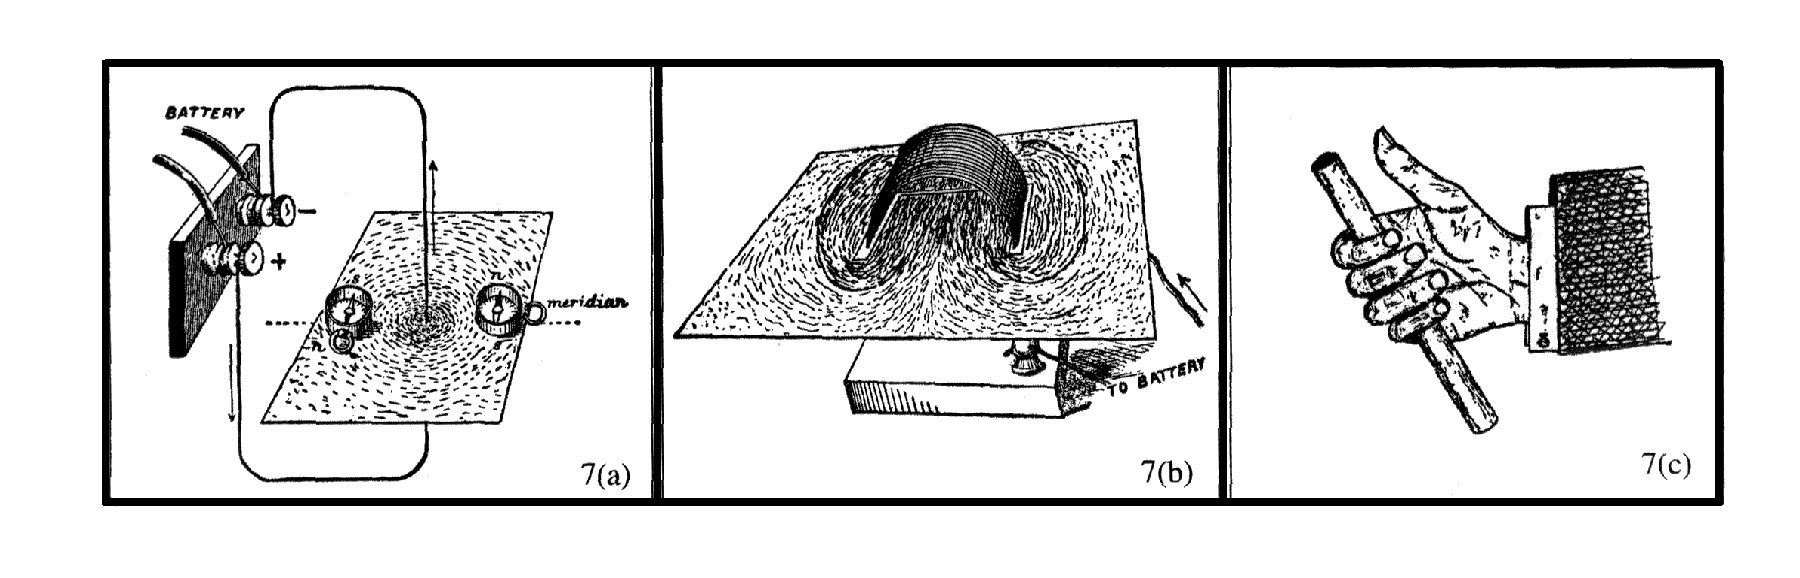 BATTERY
−
+
n
s
n
s
meridian
7(a)
TO BATTERY
7(b)
7(c)